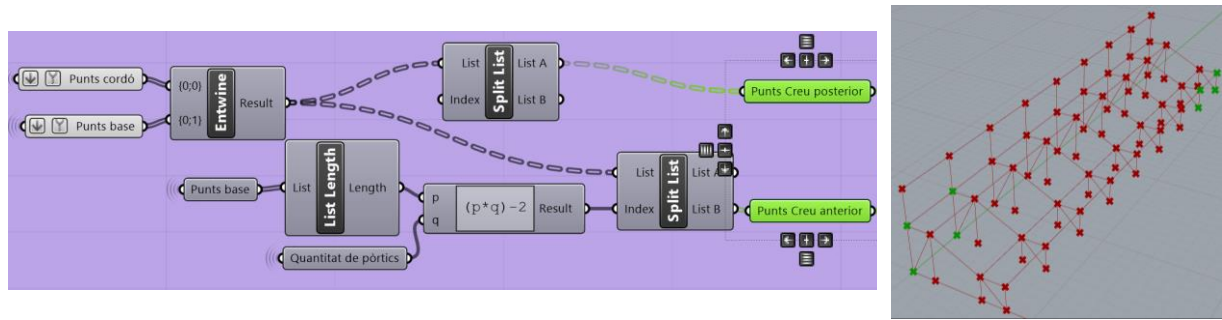 Punts cordó
Punts base
{0;0}
{0;1}
Entwine
Result
List
Index
Split List
List A
List B
Punts Creu posterior
Punts base
List
List Length
Length
p
q
(p*q)-2
Result
Quantitat de pòrtics
List
Index
Split List
List A
List B
Punts Creu anterior